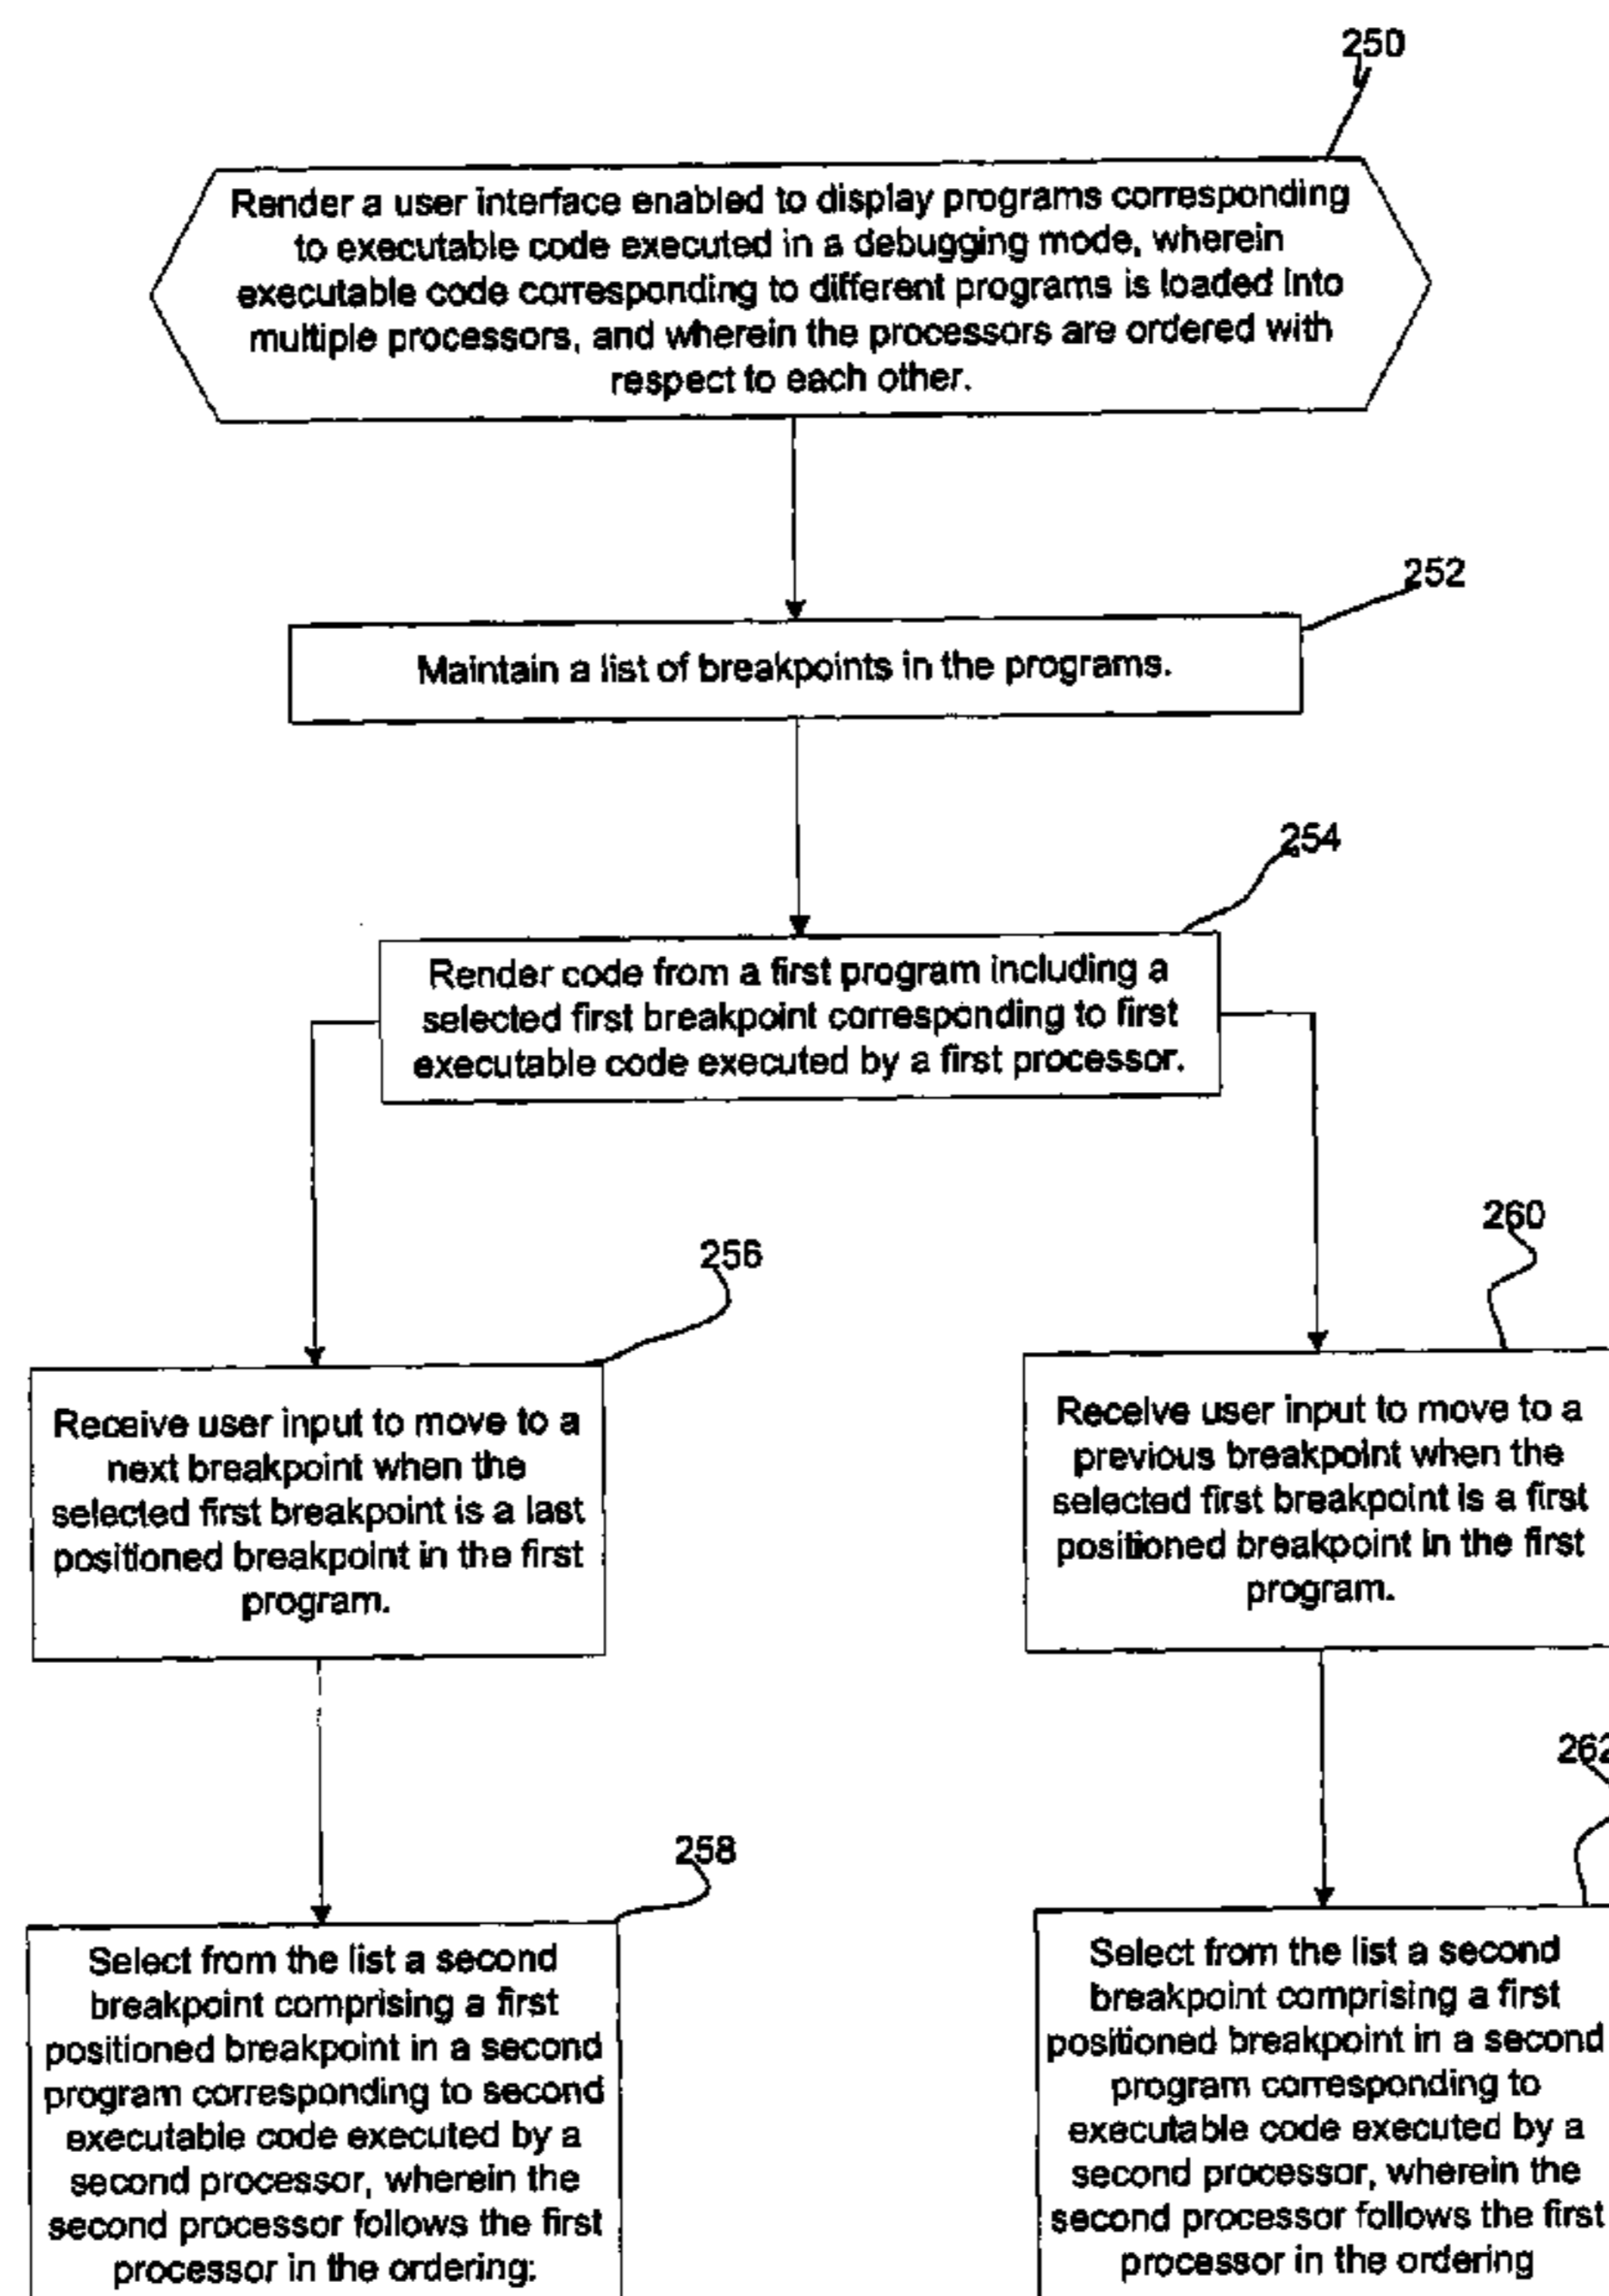 250
Render a user interface enabled to display programs corresponding
to executable code executed in a debugging mode, wherein
executable code corresponding to different programs is loaded into
multiple processors, and wherein the processors are ordered with
respect to each other.
252
Maintain a list of breakpoints in the programs.
254
Render code from a first program including a
selected first breakpoint corresponding to first
executable code executed by a first processor.
256
Receive user input to move to a
next breakpoint when the
selected first breakpoint is a last
positioned breakpoint in the first
program.
260
Receive user input to move to a
previous breakpoint when the
selected first breakpoint is a first
positioned breakpoint in the first
program.
258
Select from the list a second
breakpoint comprising a first
positioned breakpoint in a second
program corresponding to second
executable code executed by a
second processor, wherein the
second processor follows the first
processor in the ordering;
262
Select from the list a second
breakpoint comprising a first
positioned breakpoint in a second
program corresponding to
executable code executed by a
second processor, wherein the
second processor follows the first
processor in the ordering